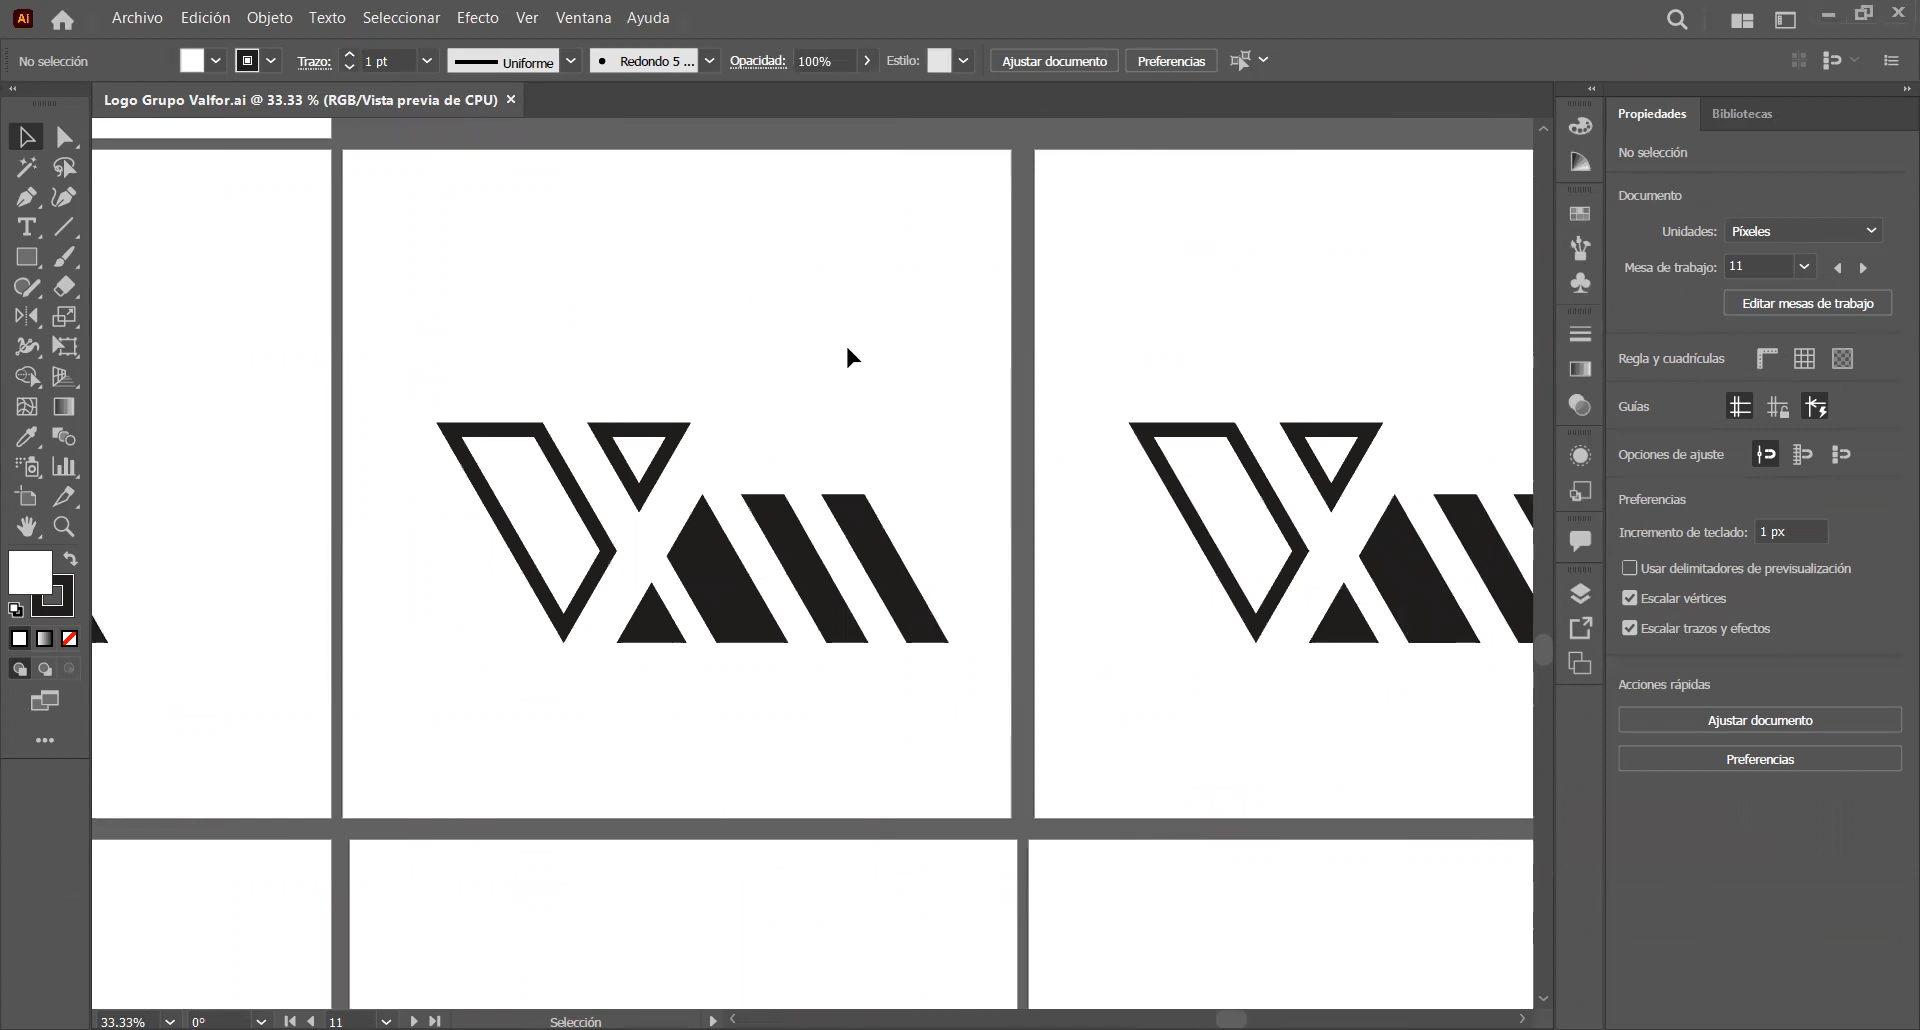 Ai Archivo Edición Objeto Texto Seleccionar Efecto Ver Ventana Ayuda
No selección Trazo: 1 pt Uniforme Redondo 5 ... Opacidad: 100% Estilo: Ajustar documento Preferencias
Logo Grupo Valfor.ai @ 33.33 % (RGB/Vista previa de CPU) ×
Propiedades Bibliotecas
No selección
Documento
Unidades: Píxeles
Mesa de trabajo: 11
Editar mesas de trabajo
Regla y cuadrículas
Guías
Opciones de ajuste
Preferencias
Incremento de teclado: 1 px
Usar delimitadores de previsualización
Escalar vértices
Escalar trazos y efectos
Acciones rápidas
Ajustar documento
Preferencias
33.33% 0° 11 Selección